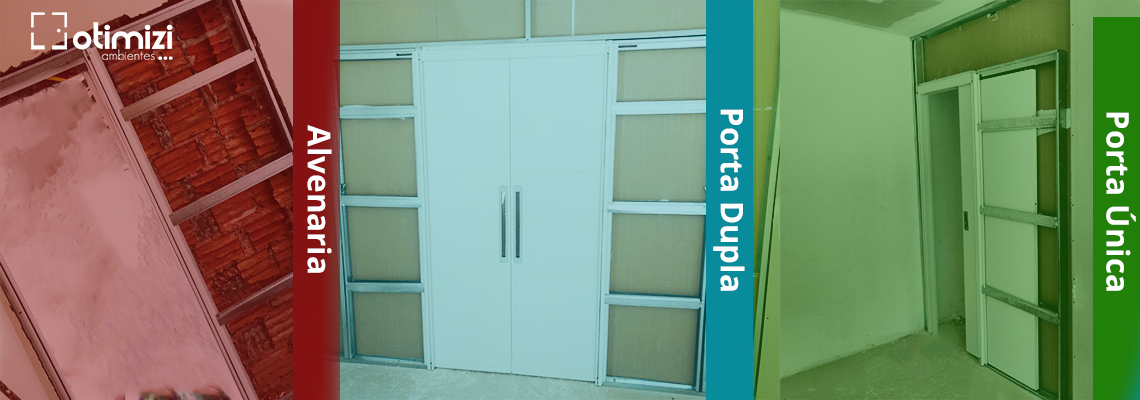 otimizi
ambientes...
Alvenaria
Porta Dupla
Porta Única